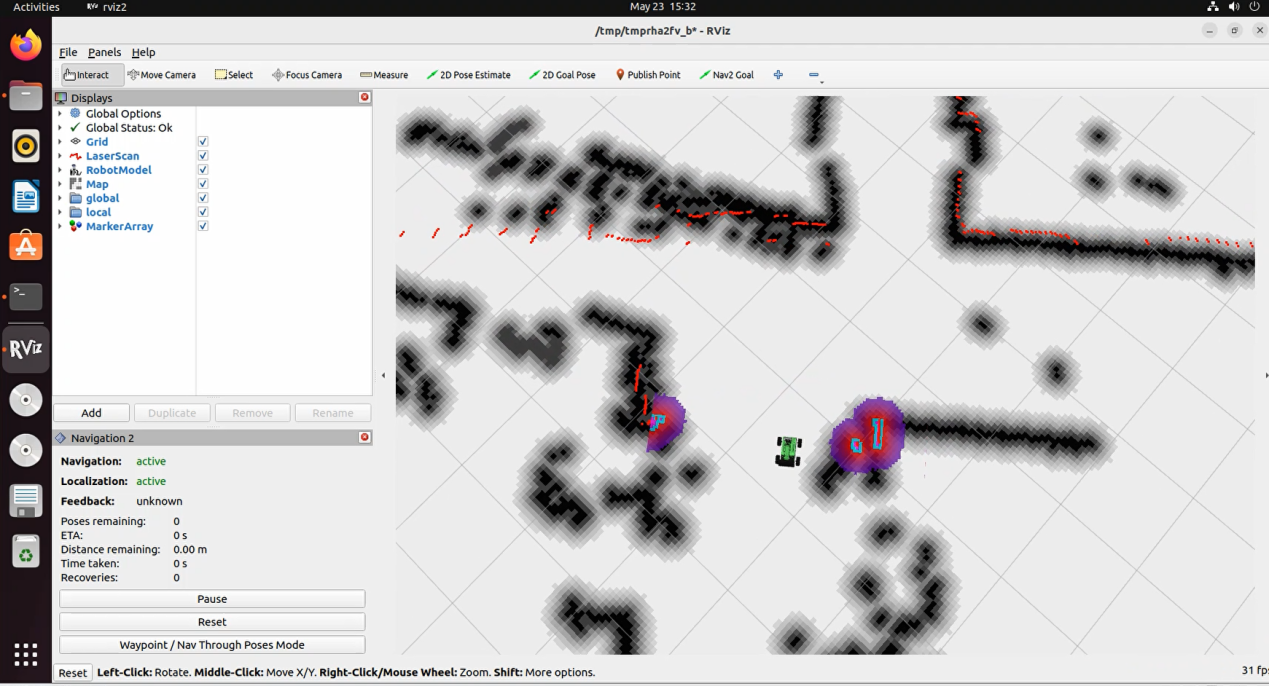 Activities rviz2 May 23 15:32
/tmp/tmprha2fv_b* - RViz
File Panels Help
Interact Move Camera Select Focus Camera Measure 2D Pose Estimate 2D Goal Pose Publish Point Nav2 Goal
Displays
Global Options
Global Status: Ok
Grid
LaserScan
RobotModel
Map
global
local
MarkerArray
RViz
Add Duplicate Remove Rename
Navigation 2
Navigation: active
Localization: active
Feedback: unknown
Poses remaining: 0
ETA: 0 s
Distance remaining: 0.00 m
Time taken: 0 s
Recoveries: 0
Pause
Reset
Waypoint / Nav Through Poses Mode
Reset Left-Click: Rotate. Middle-Click: Move X/Y. Right-Click/Mouse Wheel: Zoom. Shift: More options. 31 fps